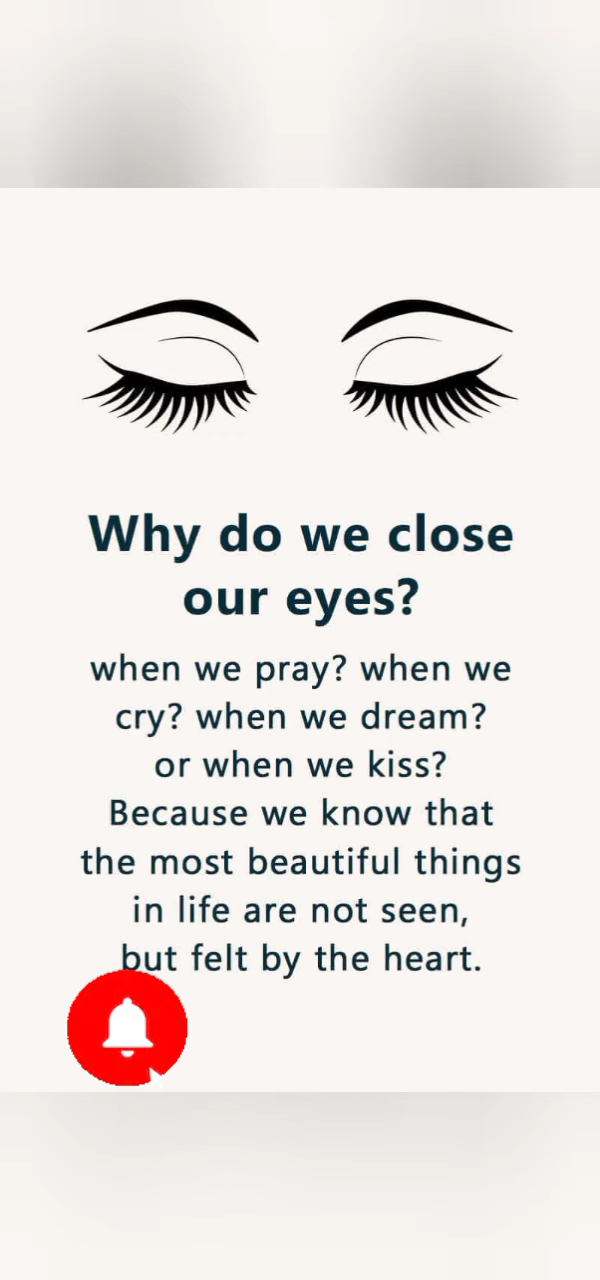 Why do we close
our eyes?
when we pray? when we
cry? when we dream?
or when we kiss?
Because we know that
the most beautiful things
in life are not seen,
but felt by the heart.